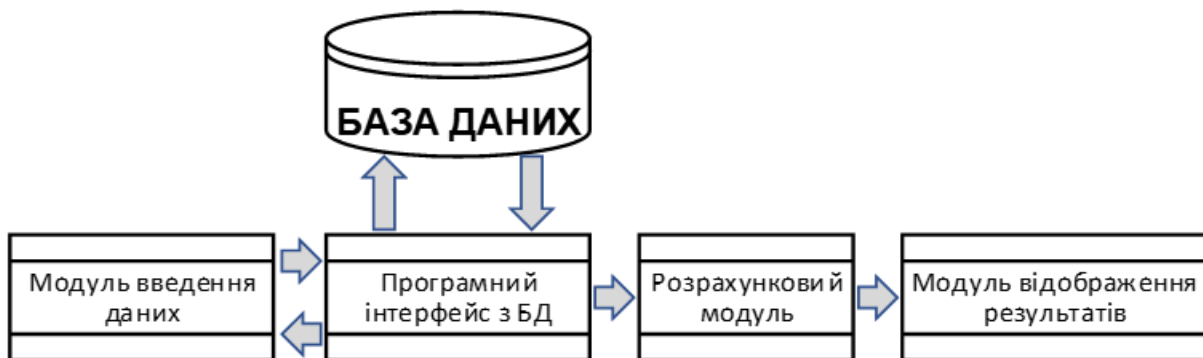 БАЗА ДАНИХ
Модуль введення
даних
Програмний
інтерфейс з БД
Розрахунковий
модуль
Модуль відображення
результатів